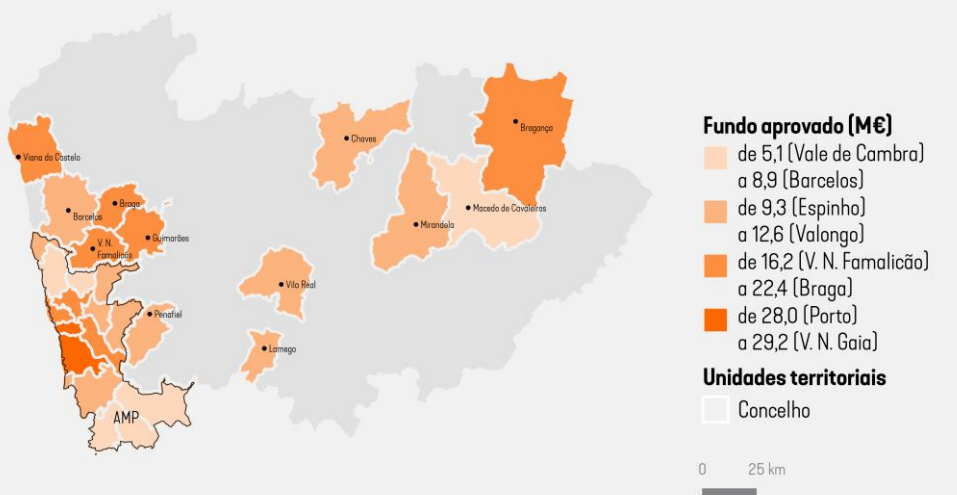 Viana do Castelo
Barcelos
Braga
V. N.
Famalicão
Guimarães
Chaves
Bragança
Macedo de Cavaleiros
Mirandela
Vila Real
Penafiel
Lamego
AMP
Fundo aprovado (M€)
de 5,1 (Vale de Cambra)
a 8,9 (Barcelos)
de 9,3 (Espinho)
a 12,6 (Valongo)
de 16,2 (V. N. Famalicão)
a 22,4 (Braga)
de 28,0 (Porto)
a 29,2 (V. N. Gaia)
Unidades territoriais
Concelho
0 25 km